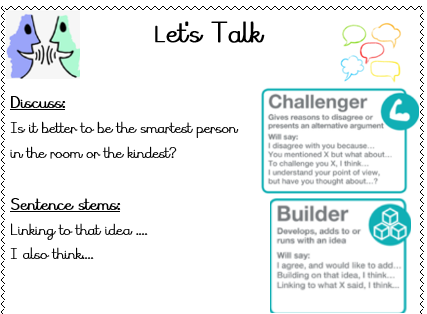 Let's Talk
Discuss:
Is it better to be the smartest person
in the room or the kindest?
Sentence stems:
Linking to that idea ....
I also think....
Challenger
Gives reasons to disagree or
presents an alternative argument
Will say:
I disagree with you because...
You mentioned X but what about...
To challenge you X, I think...
I understand your point of view,
but have you thought about...?
Builder
Develops, adds to or
runs with an idea
Will say:
I agree, and would like to add...
Building on that idea, I think...
Linking to what X said, I think...